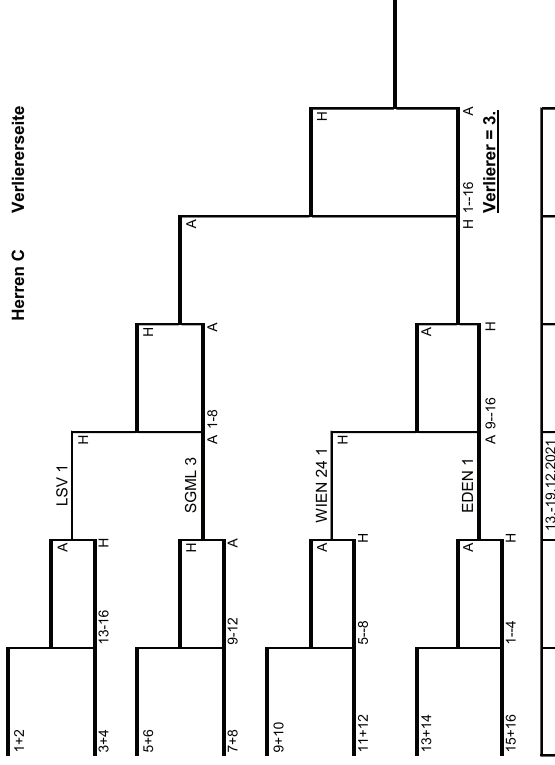 1+2 Herren C Verliererseite
A LSV 1
H
3+4 13-16 H
5+6 H
H SGML 3 A
A 1-8 A
7+8 9-12 A
9+10
A WIEN 24 1 H
H
11+12 5--8 H
13+14 A
A EDEN 1 H 1--16 A
A 9--16 H Verlierer = 3.
15+16 1--4 H
13.-19.12.2021